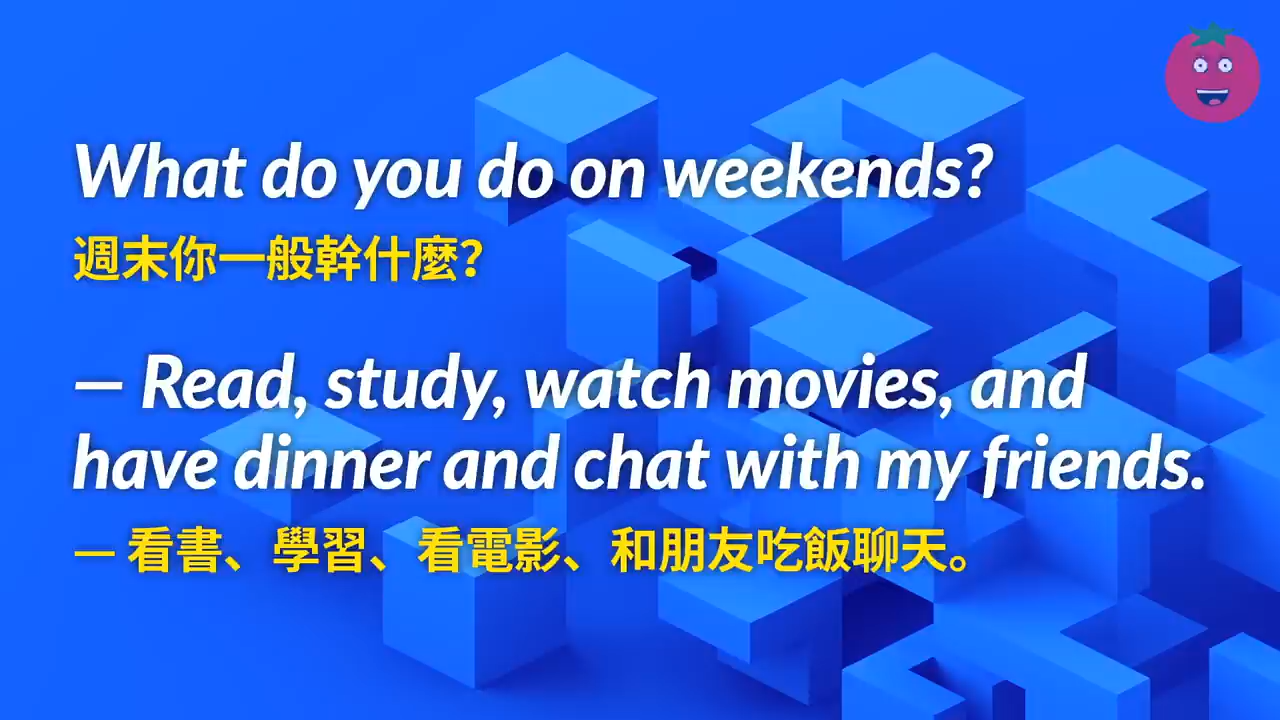 What do you do on weekends?
週末你一般幹什麼？
— Read, study, watch movies, and
have dinner and chat with my friends.
— 看書、學習、看電影、和朋友吃飯聊天。